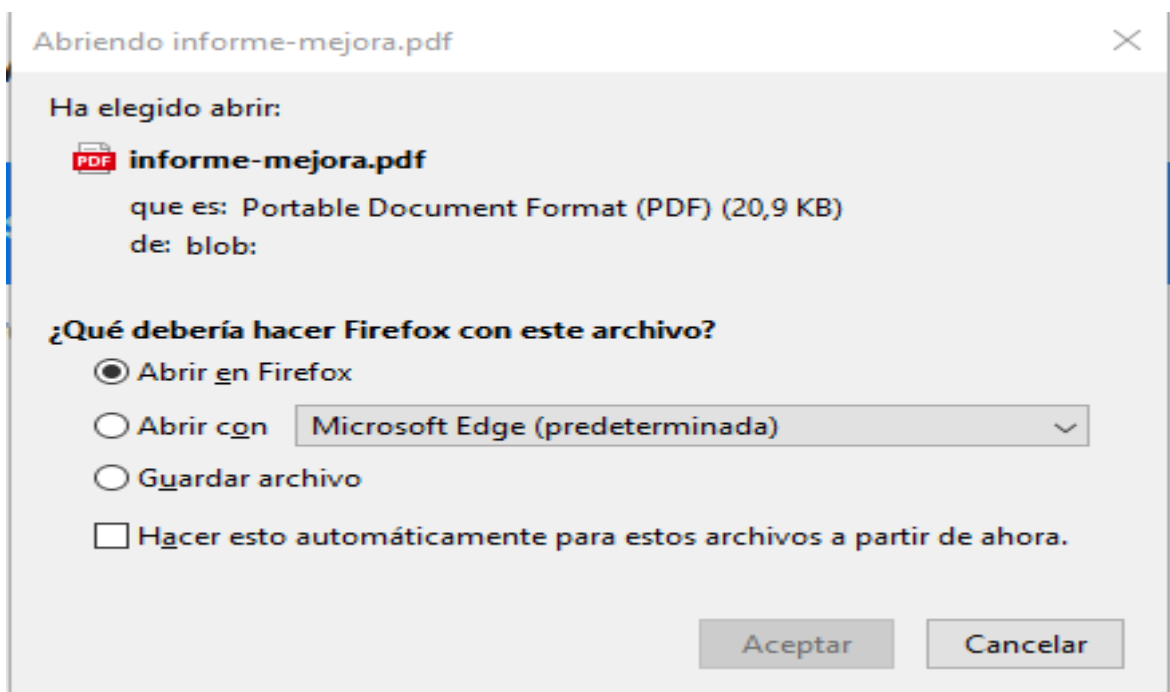 Abriendo informe-mejora.pdf
Ha elegido abrir:
PDF informe-mejora.pdf
que es: Portable Document Format (PDF) (20,9 KB)
de: blob:
¿Qué debería hacer Firefox con este archivo?
Abrir en Firefox
Abrir con Microsoft Edge (predeterminada)
Guardar archivo
Hacer esto automáticamente para estos archivos a partir de ahora.
Aceptar Cancelar